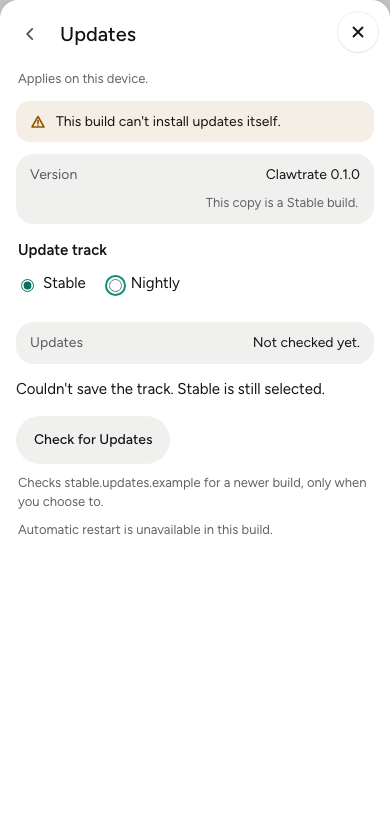 Updates
Applies on this device.
This build can't install updates itself.
Version
Clawtrate 0.1.0
This copy is a Stable build.
Update track
Stable
Nightly
Updates
Not checked yet.
Couldn't save the track. Stable is still selected.
Check for Updates
Checks stable.updates.example for a newer build, only when
you choose to.
Automatic restart is unavailable in this build.